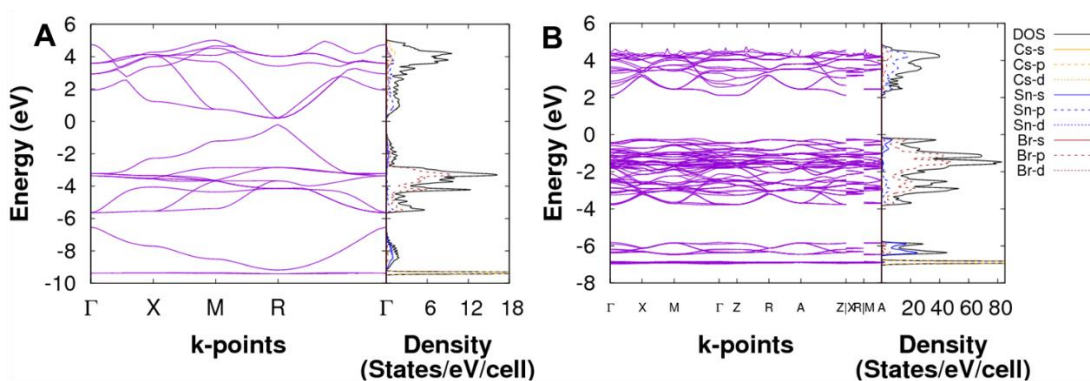 A
Energy (eV)
6
4
2
0
-2
-4
-6
-8
-10
Γ X M R Γ 6 12 18
k-points
Density
(States/eV/cell)
B
Energy (eV)
6
4
2
0
-2
-4
-6
-8
Γ X M Γ Z R A Z|XR|M A 20 40 60 80
k-points
Density
(States/eV/cell)
DOS
Cs-s
Cs-p
Cs-d
Sn-s
Sn-p
Sn-d
Br-s
Br-p
Br-d